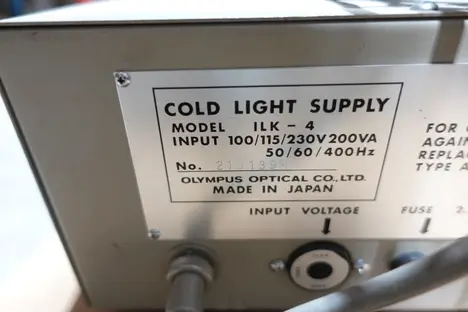 COLD LIGHT SUPPLY
MODEL ILK - 4
INPUT 100/115/230V 200VA
50/60/400Hz
No.
OLYMPUS OPTICAL CO., LTD.
MADE IN JAPAN
INPUT VOLTAGE
FUSE 2.
FOR
AGAIN
REPLAC
TYPE A